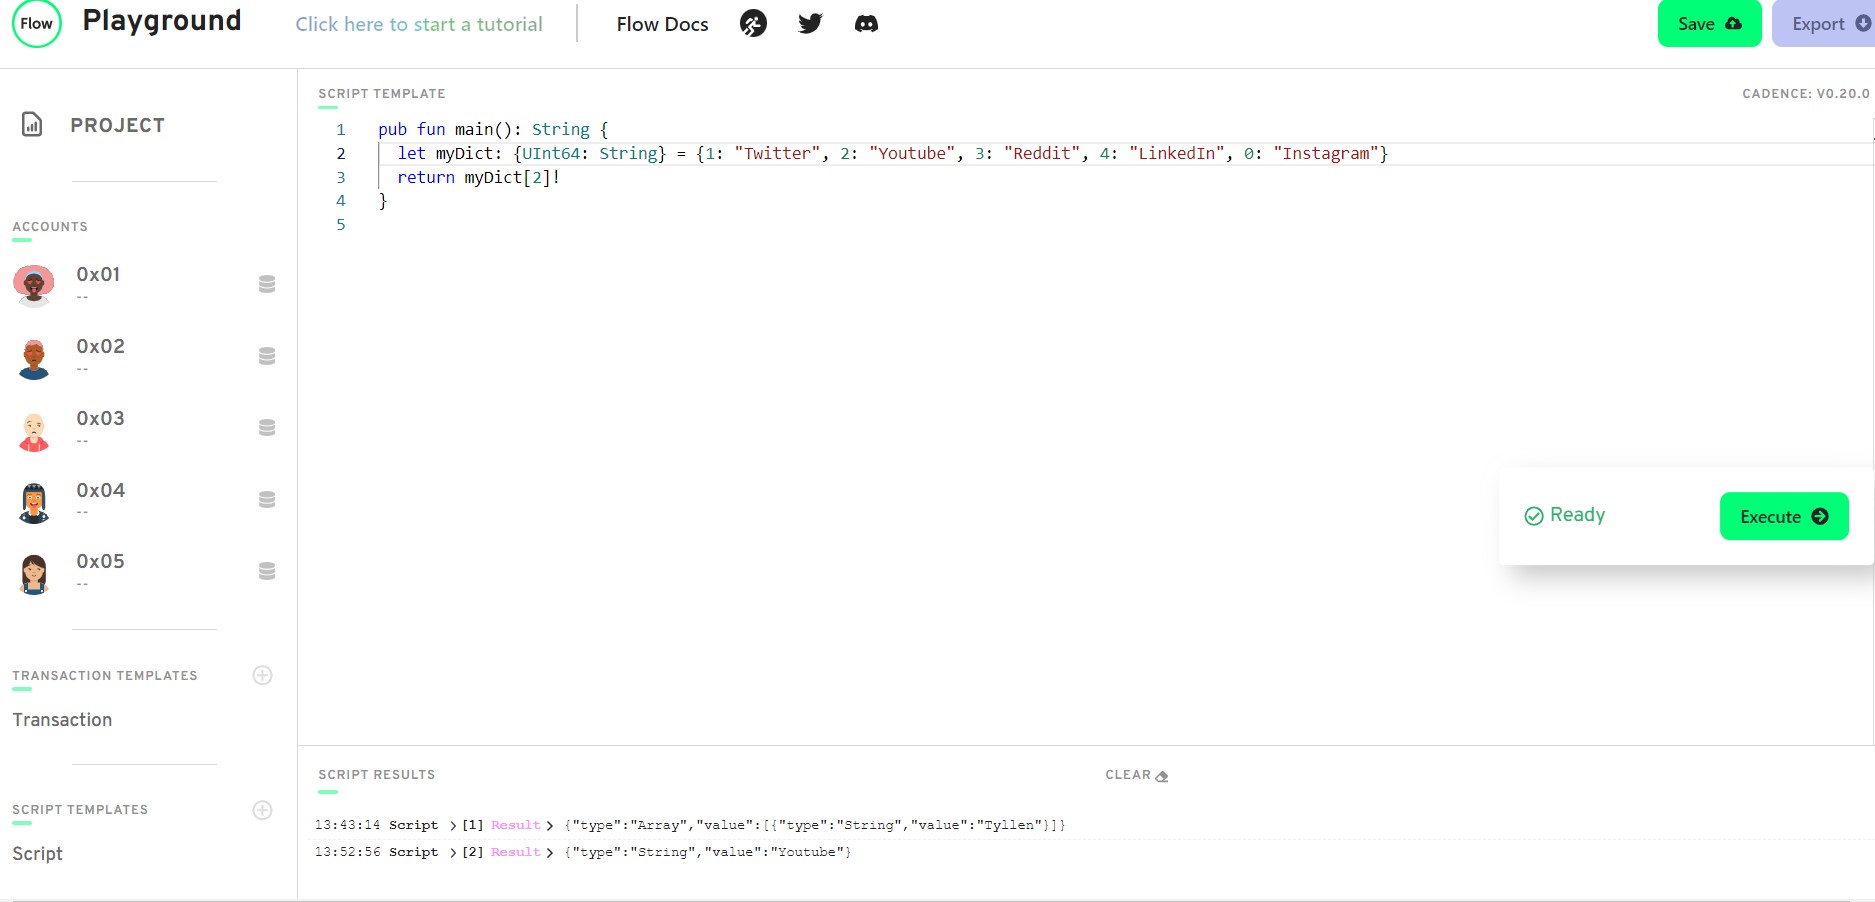 Flow
Playground
Click here to start a tutorial
Flow Docs
Save
Export
PROJECT
ACCOUNTS
0x01
--
0x02
--
0x03
--
0x04
--
0x05
--
TRANSACTION TEMPLATES
Transaction
SCRIPT TEMPLATES
Script
SCRIPT TEMPLATE
CADENCE: V0.20.0
1 pub fun main(): String {
2 let myDict: {UInt64: String} = {1: "Twitter", 2: "Youtube", 3: "Reddit", 4: "LinkedIn", 0: "Instagram"}
3 return myDict[2]!
4 }
5
Ready
Execute
SCRIPT RESULTS
CLEAR
13:43:14 Script > [1] Result > {"type":"Array","value":[{"type":"String","value":"Tyllen"}]}
13:52:56 Script > [2] Result > {"type":"String","value":"Youtube"}